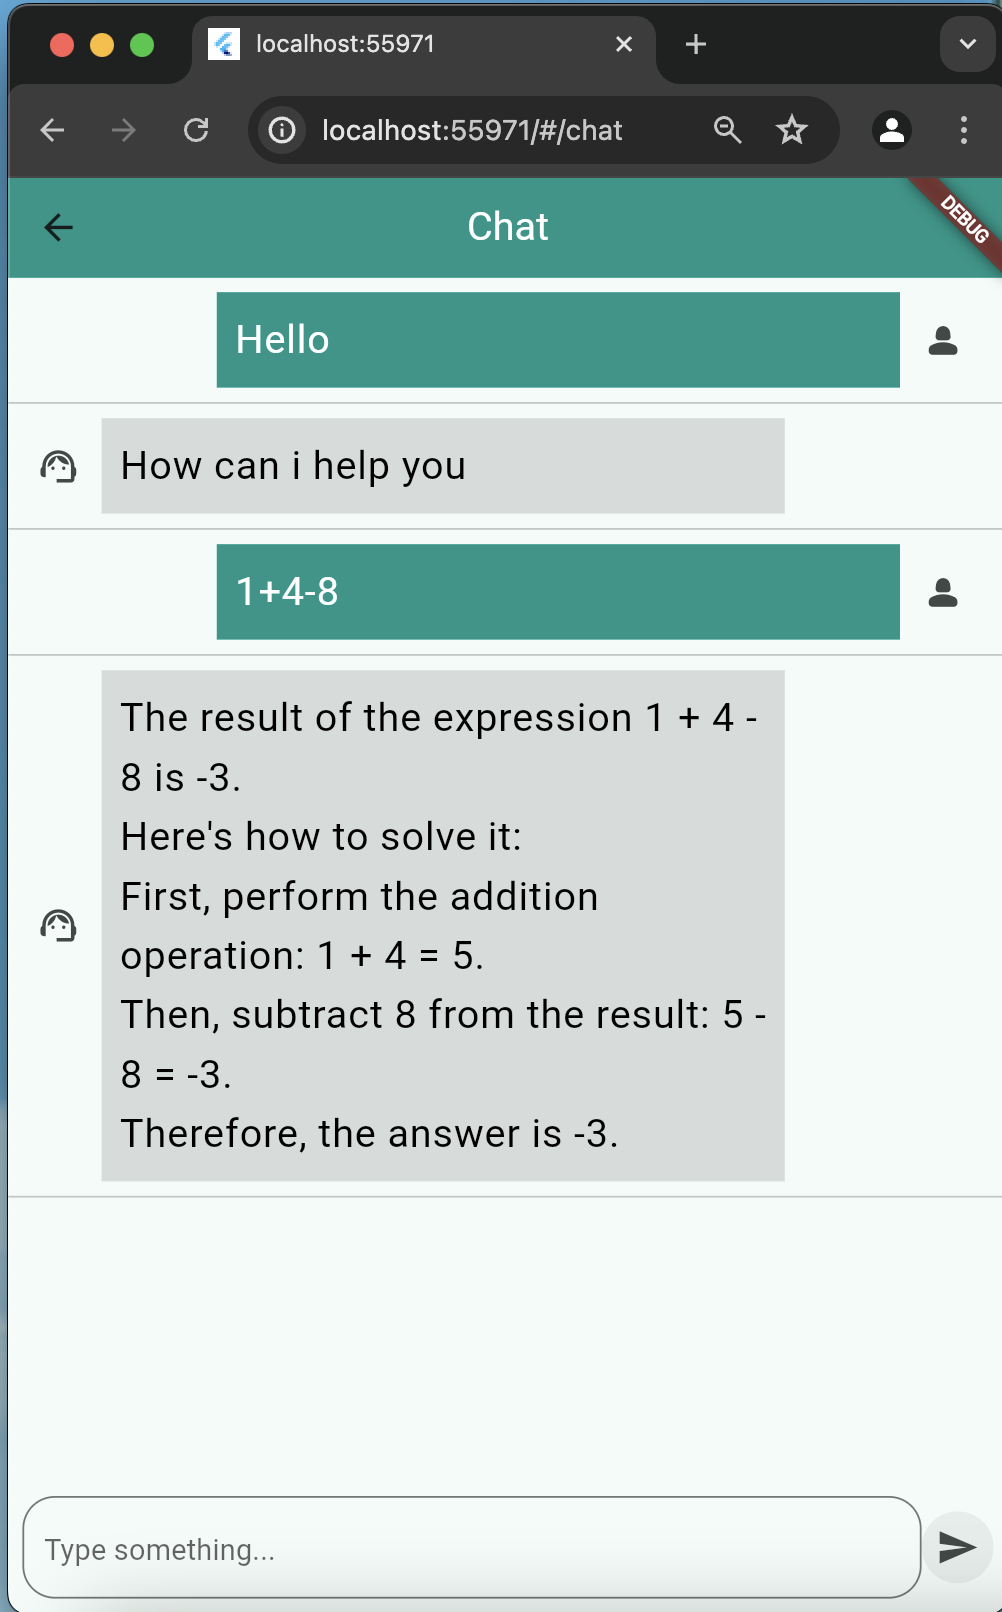 localhost:55971
localhost:55971/#/chat
Chat
DEBUG
Hello
How can i help you
1+4-8
The result of the expression 1 + 4 -
8 is -3.
Here's how to solve it:
First, perform the addition
operation: 1 + 4 = 5.
Then, subtract 8 from the result: 5 -
8 = -3.
Therefore, the answer is -3.
Type something...